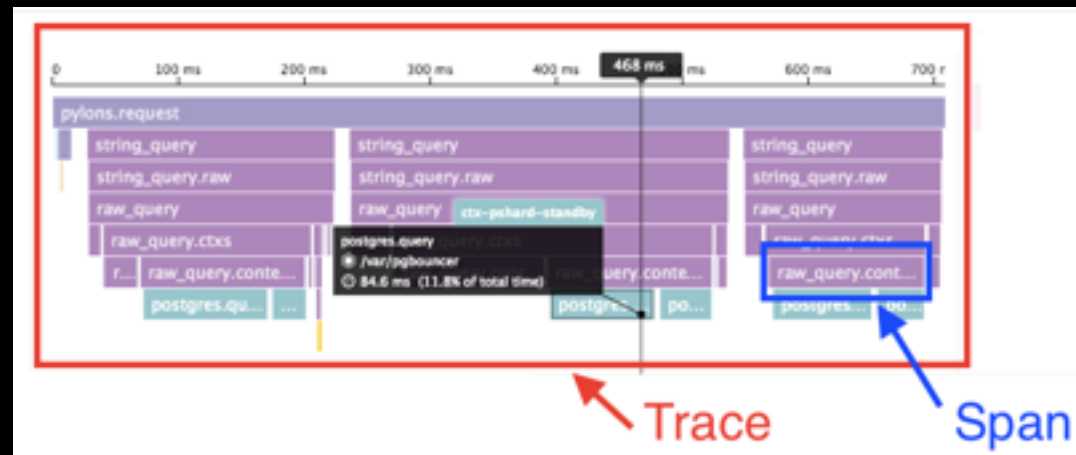 0 100 ms 200 ms 300 ms 400 ms 468 ms ms 600 ms 700 r
pylons.request
string_query string_query string_query
string_query.raw string_query.raw string_query.raw
raw_query raw_query ctx-pshard-standby raw_query
raw_query.ctxs postgres.query raw_query.ctxs
/var/pgbouncer
r... raw_query.conte... 84.6 ms (11.8% of total time) raw_query.conte... raw_query.cont...
postgres.qu... ... postgres... po... postgres... po...
Trace Span